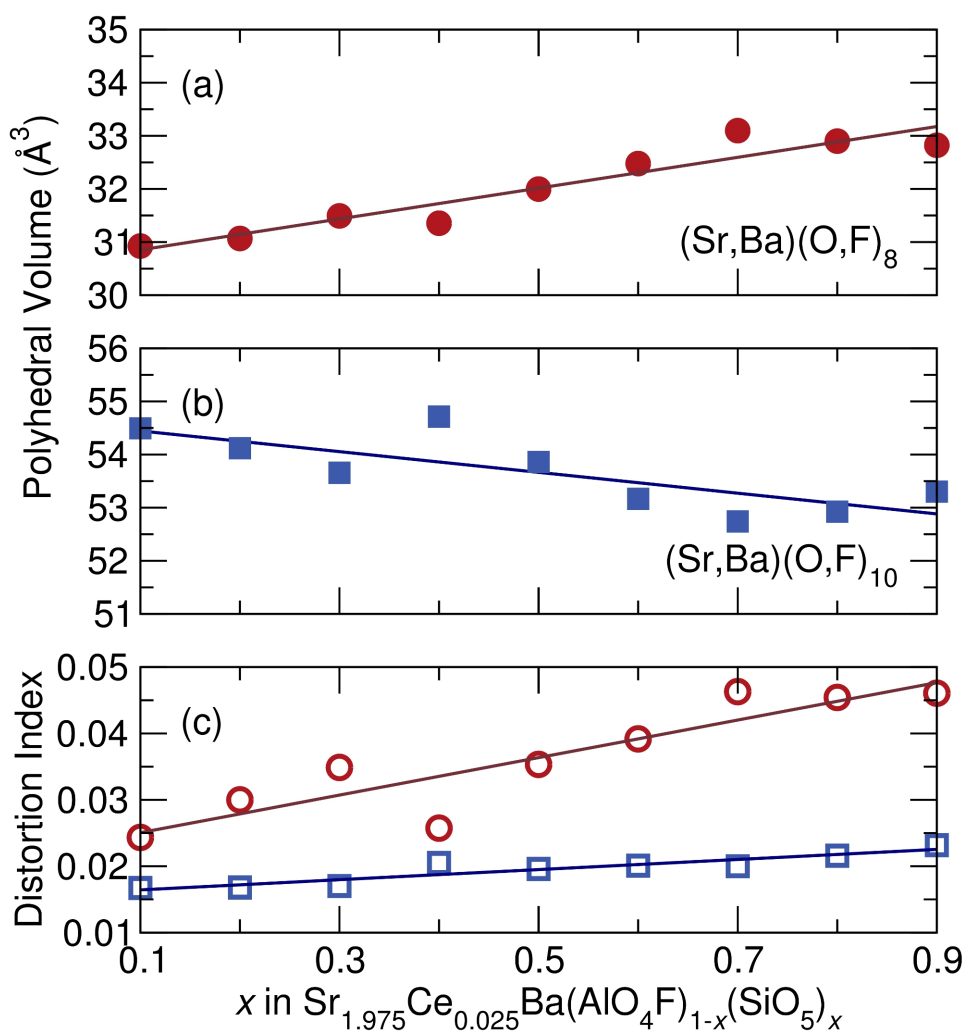 Polyhedral Volume (Å³)
35
34
33
32
31
30
(a)
(Sr,Ba)(O,F)₈
56
55
54
53
52
51
(b)
(Sr,Ba)(O,F)₁₀
Distortion Index
0.05
0.04
0.03
0.02
0.01
(c)
0.1 0.3 0.5 0.7 0.9
x in Sr₁.₉₇₅Ce₀.₀₂₅Ba(AlO₄F)₁₋ₓ(SiO₅)ₓ